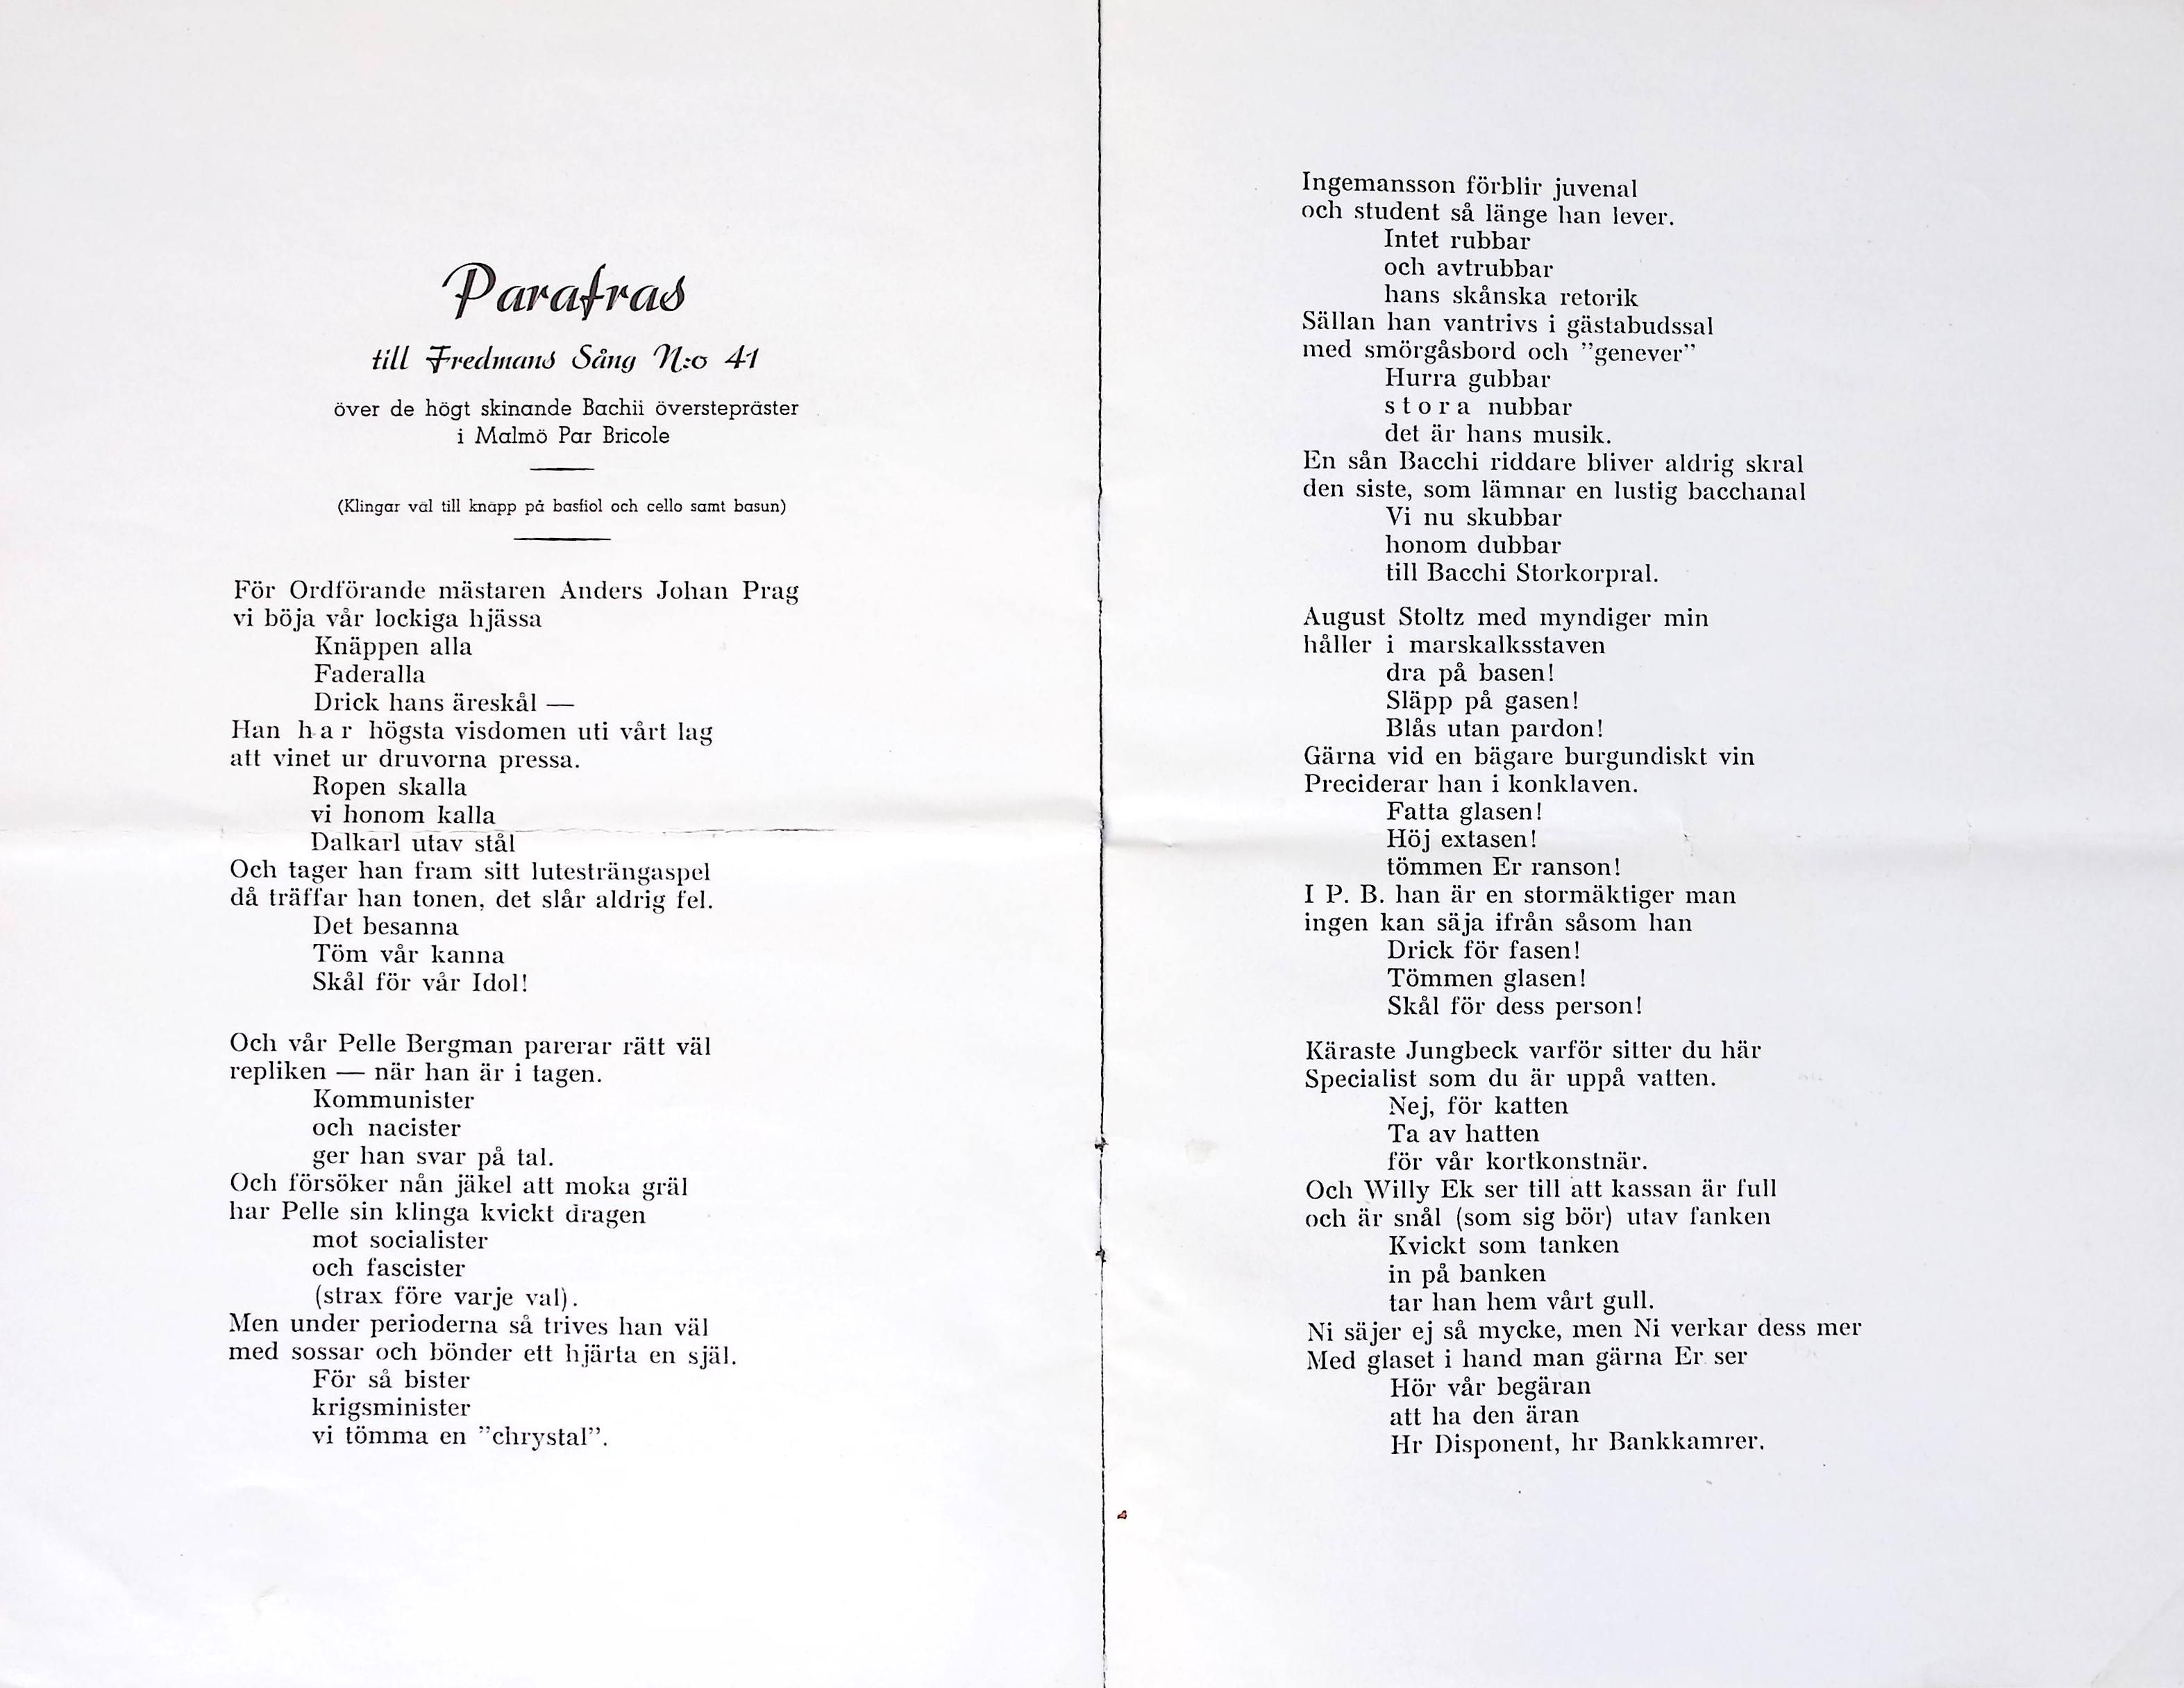 Parafras
till Fredmans Sång N:o 41
över de högt skinande Bachii överstepräster
i Malmö Par Bricole
(Klingar väl till knäpp på basfiol och cello samt basun)
För Ordförande mästaren Anders Johan Prag
vi böja vår lockiga hjässa
Knäppen alla
Faderalla
Drick hans äreskål —
Han har högsta visdomen uti vårt lag
att vinet ur druvorna pressa.
Ropen skalla
vi honom kalla
Dalkarl utav stål
Och tager han fram sitt lutesträngaspel
då träffar han tonen, det slår aldrig fel.
Det besanna
Töm vår kanna
Skål för vår Idol!
Och vår Pelle Bergman parerar rätt väl
repliken — när han är i tagen.
Kommunister
och nacister
ger han svar på tal.
Och försöker nån jäkel att moka gräl
har Pelle sin klinga kvickt dragen
mot socialister
och fascister
(strax före varje val).
Men under perioderna så trives han väl
med sossar och bönder ett hjärta en själ.
För så bister
krigsminister
vi tömma en ”chrystal”.
Ingemansson förblir juvenal
och student så länge han lever.
Intet rubbar
och avtrubbar
hans skånska retorik
Sällan han vantrivs i gästabudssal
med smörgåsbord och ”genever”
Hurra gubbar
stora nubbar
det är hans musik.
En sån Bacchi riddare bliver aldrig skral
den siste, som lämnar en lustig bacchanal
Vi nu skubbar
honom dubbar
till Bacchi Storkorpral.
August Stoltz med myndiger min
håller i marskalksstaven
dra på basen!
Släpp på gasen!
Blås utan pardon!
Gärna vid en bägare burgundiskt vin
Preciderar han i konklaven.
Fatta glasen!
Höj extasen!
tömmen Er ranson!
I P. B. han är en stormäktiger man
ingen kan säja ifrån såsom han
Drick för fasen!
Tömmen glasen!
Skål för dess person!
Käraste Jungbeck varför sitter du här
Specialist som du är uppå vatten.
Nej, för katten
Ta av hatten
för vår kortkonstnär.
Och Willy Ek ser till att kassan är full
och är snål (som sig bör) utav fanken
Kvickt som tanken
in på banken
tar han hem vårt gull.
Ni säjer ej så mycke, men Ni verkar dess mer
Med glaset i hand man gärna Er ser
Hör vår begäran
att ha den äran
Hr Disponent, hr Bankkamrer.